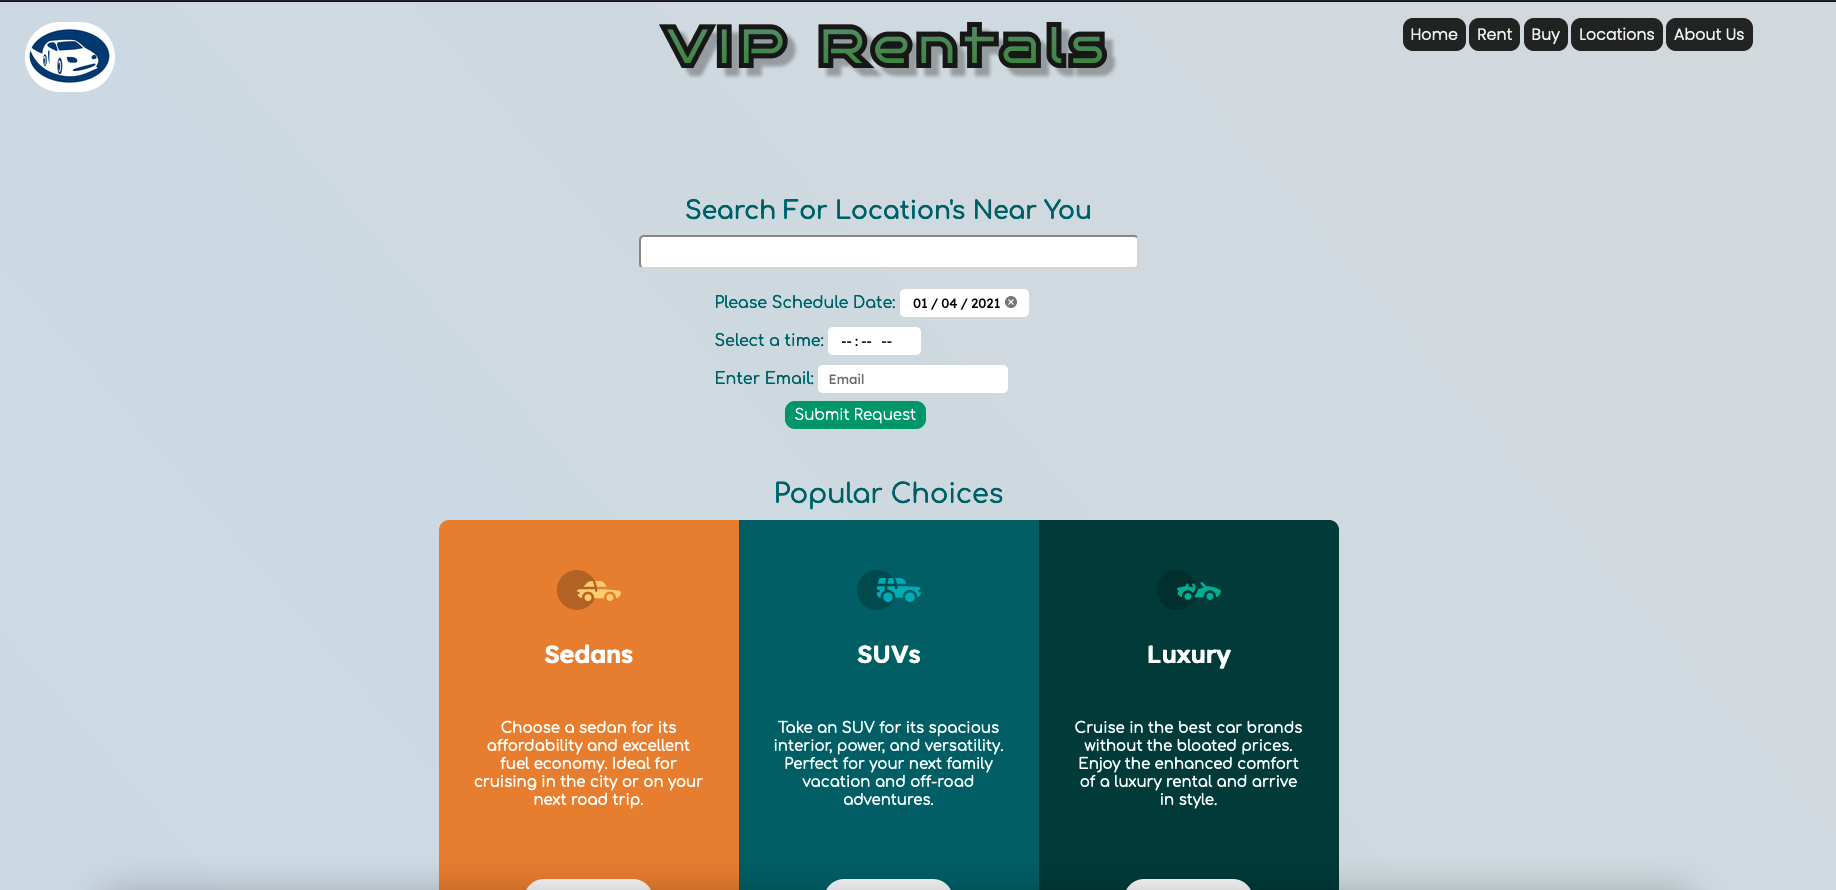 VIP Rentals
Home
Rent
Buy
Locations
About Us
Search For Location's Near You
Please Schedule Date: 01 / 04 / 2021
Select a time: -- : -- --
Enter Email: Email
Submit Request
Popular Choices
Sedans
Choose a sedan for its
affordability and excellent
fuel economy. Ideal for
cruising in the city or on your
next road trip.
SUVs
Take an SUV for its spacious
interior, power, and versatility.
Perfect for your next family
vacation and off-road
adventures.
Luxury
Cruise in the best car brands
without the bloated prices.
Enjoy the enhanced comfort
of a luxury rental and arrive
in style.